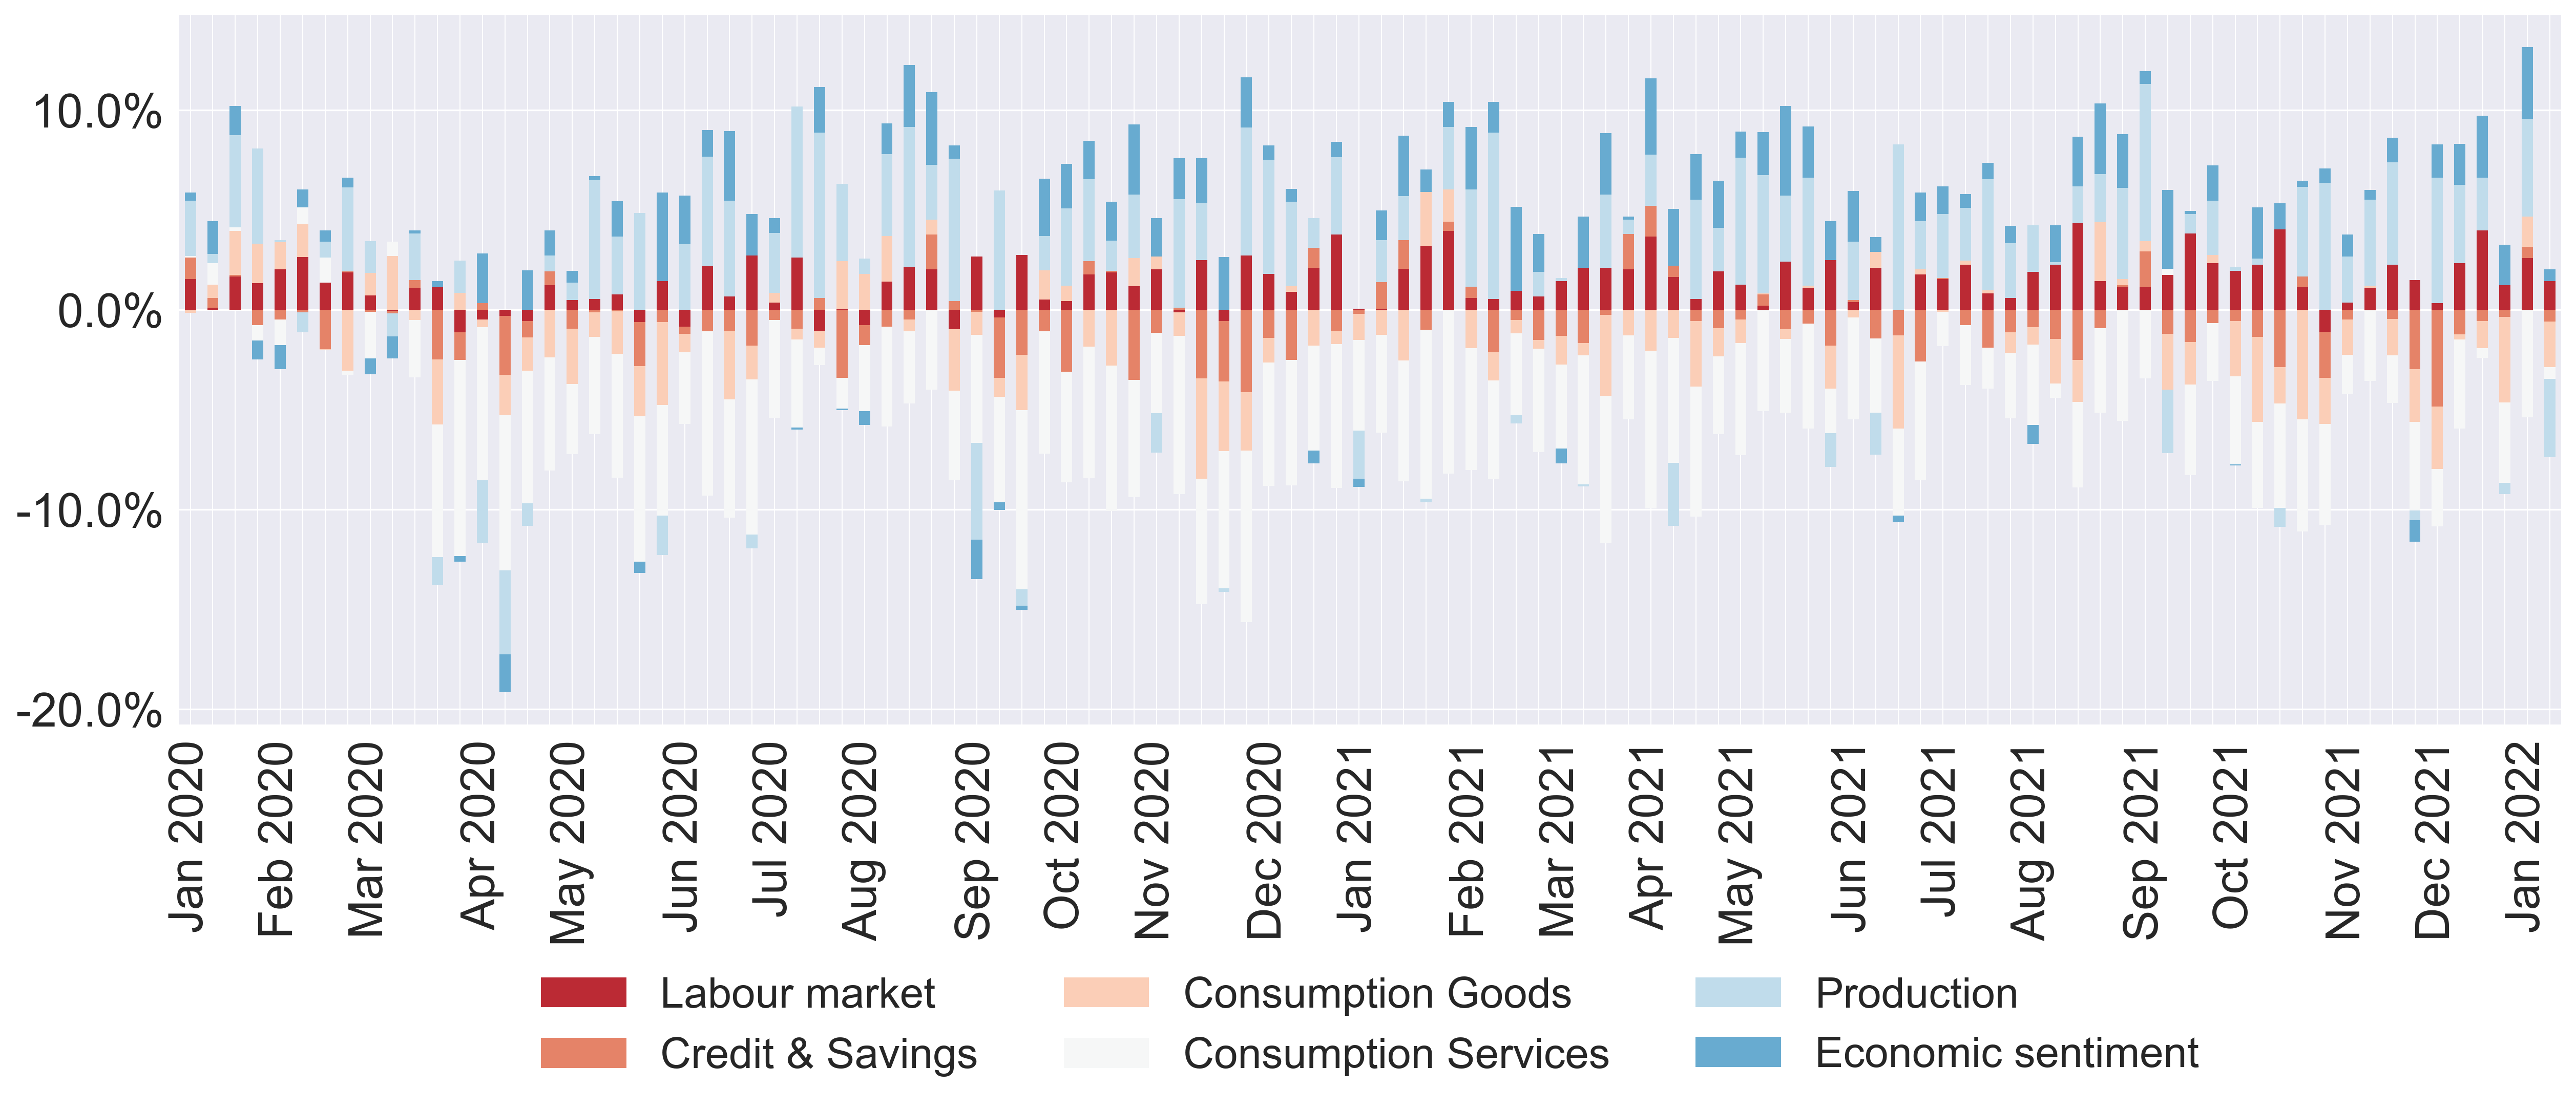 10.0%
0.0%
-10.0%
-20.0%
Jan 2020
Feb 2020
Mar 2020
Apr 2020
May 2020
Jun 2020
Jul 2020
Aug 2020
Sep 2020
Oct 2020
Nov 2020
Dec 2020
Jan 2021
Feb 2021
Mar 2021
Apr 2021
May 2021
Jun 2021
Jul 2021
Aug 2021
Sep 2021
Oct 2021
Nov 2021
Dec 2021
Jan 2022
Labour market
Credit & Savings
Consumption Goods
Consumption Services
Production
Economic sentiment